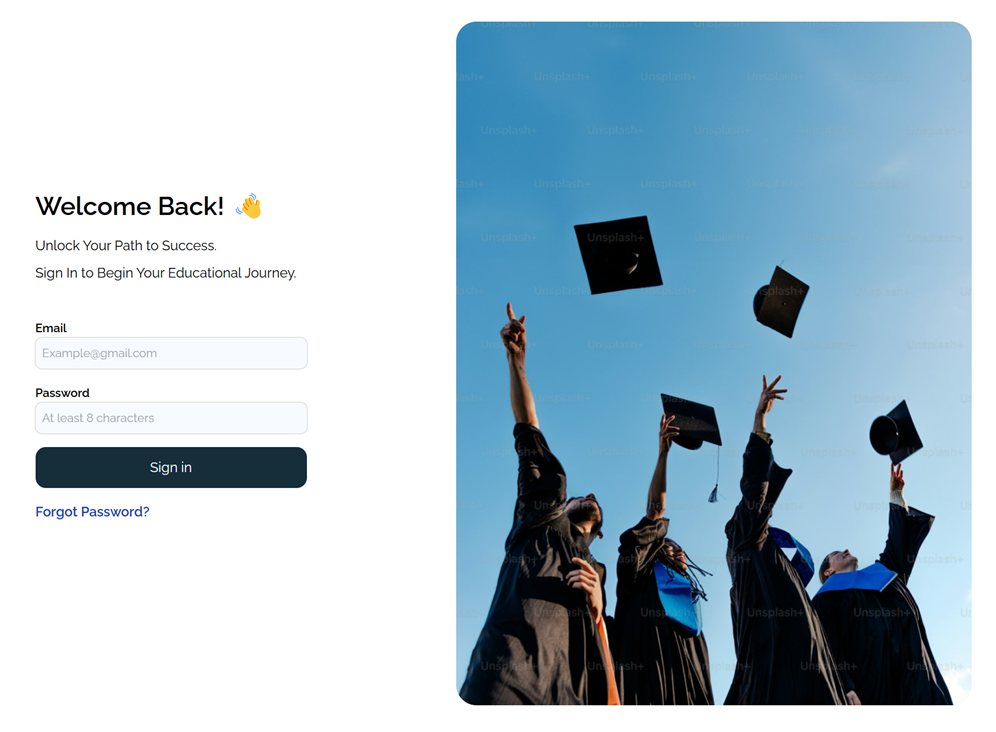 Welcome Back! 👋
Unlock Your Path to Success.
Sign In to Begin Your Educational Journey.
Email
Example@gmail.com
Password
At least 8 characters
Sign in
Forgot Password?
Unsplash+